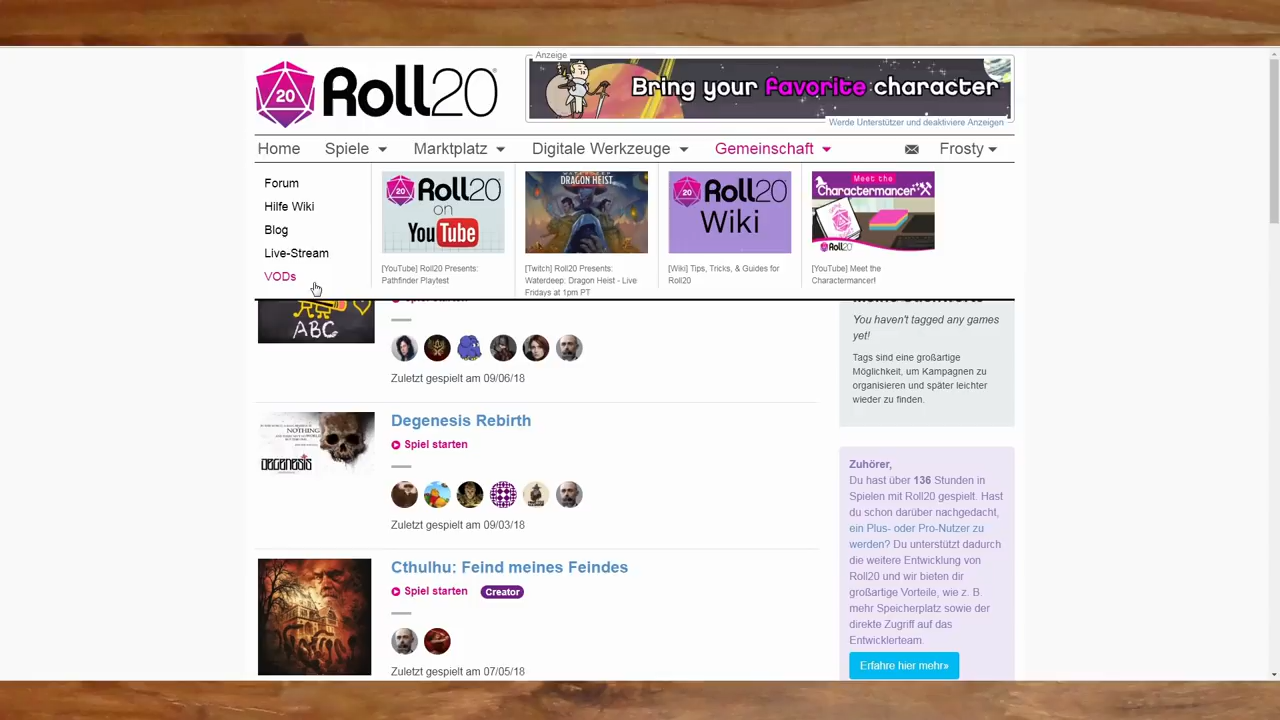 Anzeige
20
Roll20®
Bring your favorite character
Werde Unterstützer und deaktiviere Anzeigen
Home
Spiele
Marktplatz
Digitale Werkzeuge
Gemeinschaft
Frosty
Forum
Hilfe Wiki
Blog
Live-Stream
VODs
20 Roll20
on
YouTube
[YouTube] Roll20 Presents:
Pathfinder Playtest
DRAGON HEIST
[Twitch] Roll20 Presents:
Waterdeep: Dragon Heist - Live
Fridays at 1pm PT
20 Roll20
Wiki
[Wiki] Tips, Tricks, & Guides for
Roll20
Meet the
Charactermancer
Roll20
[YouTube] Meet the
Charactermancer!
ABC
Zuletzt gespielt am 09/06/18
NOTHING
DEGENESIS
Degenesis Rebirth
Spiel starten
Zuletzt gespielt am 09/03/18
Cthulhu: Feind meines Feindes
Spiel starten
Creator
Zuletzt gespielt am 07/05/18
You haven't tagged any games
yet!
Tags sind eine großartige
Möglichkeit, um Kampagnen zu
organisieren und später leichter
wieder zu finden.
Zuhörer,
Du hast über 136 Stunden in
Spielen mit Roll20 gespielt. Hast
du schon darüber nachgedacht,
ein Plus- oder Pro-Nutzer zu
werden? Du unterstützt dadurch
die weitere Entwicklung von
Roll20 und wir bieten dir
großartige Vorteile, wie z. B.
mehr Speicherplatz sowie der
direkte Zugriff auf das
Entwicklerteam.
Erfahre hier mehr»